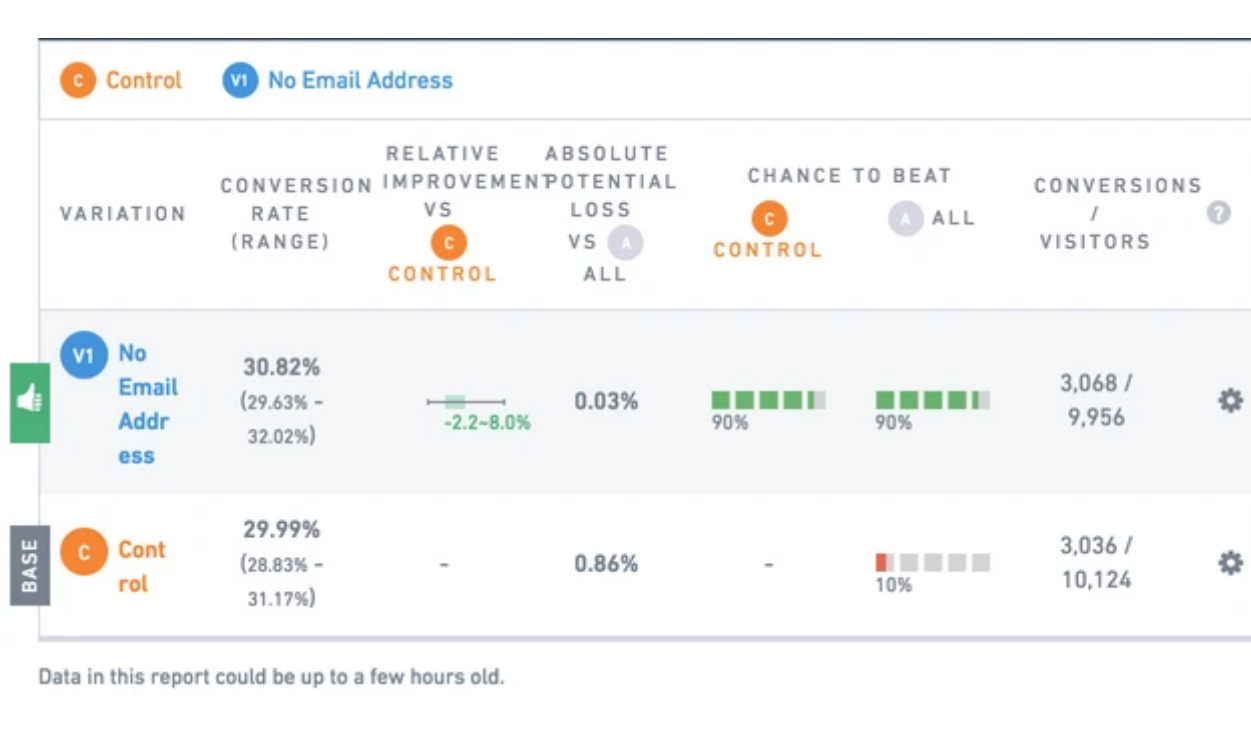 C Control V1 No Email Address
VARIATION
CONVERSION
RATE
(RANGE)
RELATIVE
IMPROVEMENT
VS
C
CONTROL
ABSOLUTE
POTENTIAL
LOSS
VS A
ALL
CHANCE TO BEAT
C
CONTROL
A ALL
CONVERSIONS
/
VISITORS
?
V1 No
Email
Addr
ess
30.82%
(29.63% –
32.02%)
-2.2~8.0%
0.03%
90%
90%
3,068 /
9,956
BASE
C Cont
rol
29.99%
(28.83% –
31.17%)
-
0.86%
-
10%
3,036 /
10,124
Data in this report could be up to a few hours old.